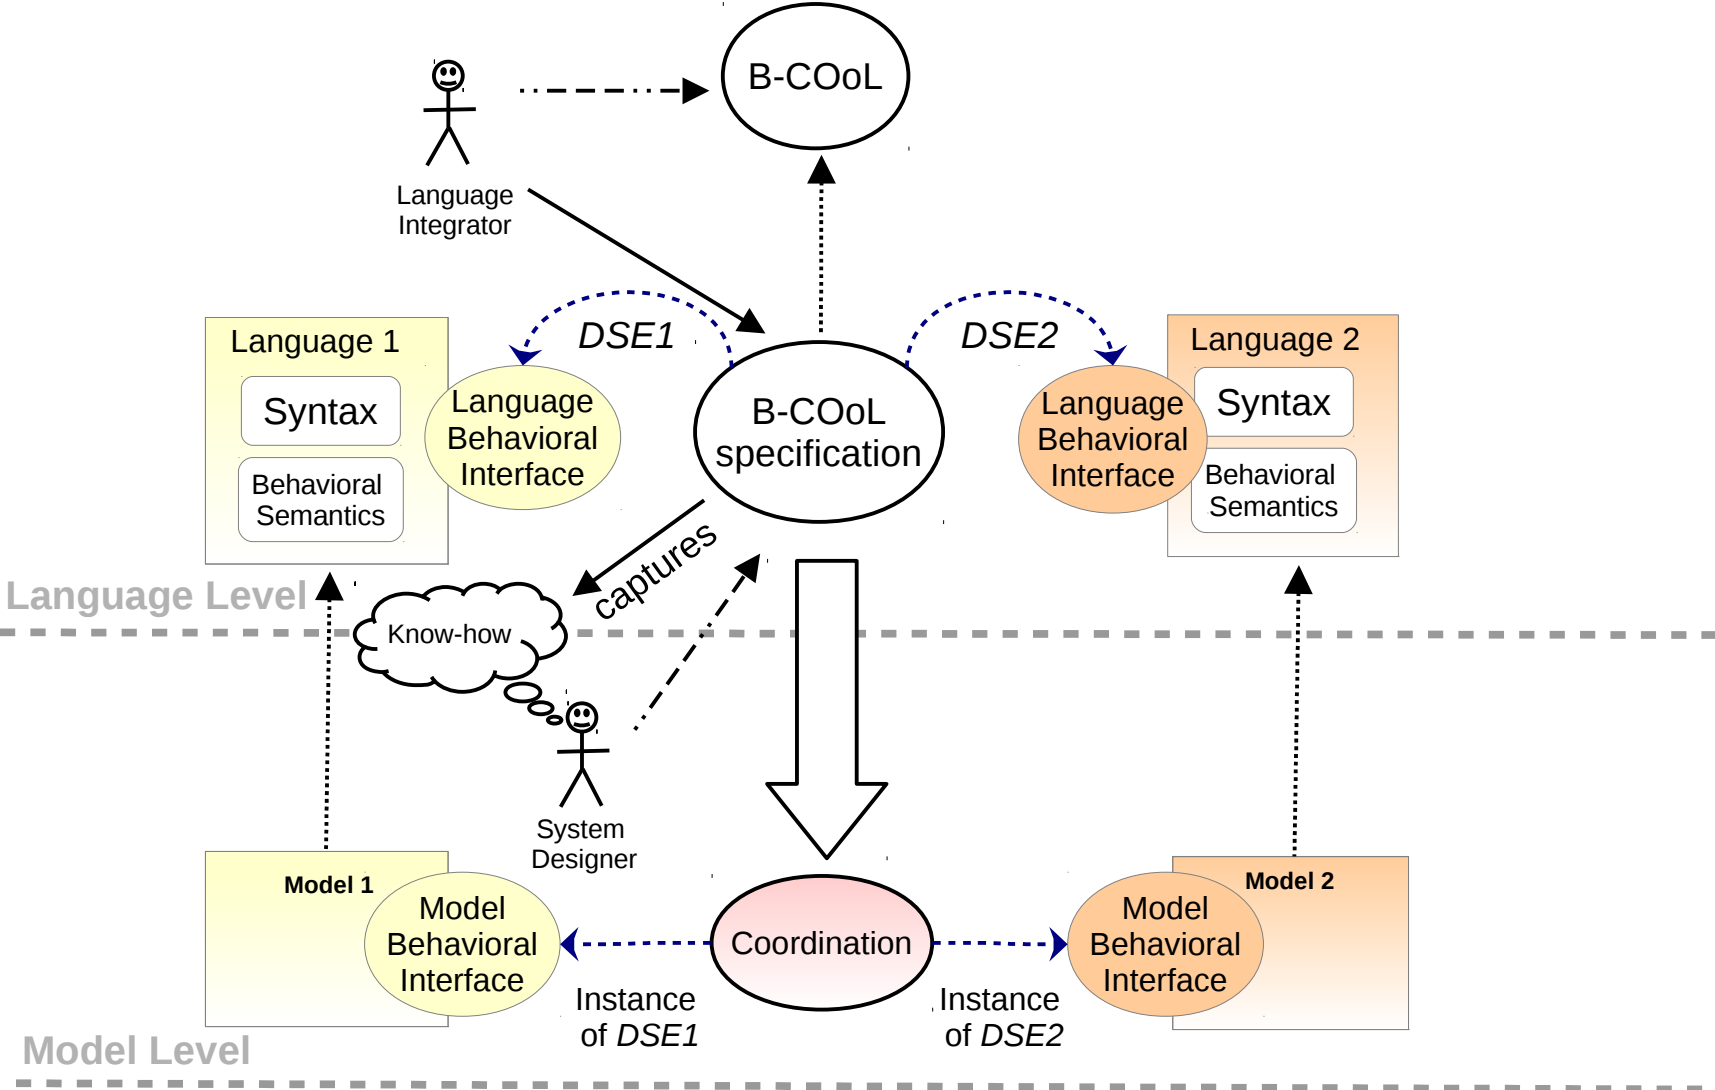 B-COoL
Language
Integrator
DSE1
DSE2
Language 1
Syntax
Behavioral
Semantics
Language
Behavioral
Interface
B-COoL
specification
Language
Behavioral
Interface
Language 2
Syntax
Behavioral
Semantics
captures
Language Level
Know-how
System
Designer
Model 1
Model
Behavioral
Interface
Coordination
Model
Behavioral
Interface
Model 2
Instance
of DSE1
Instance
of DSE2
Model Level